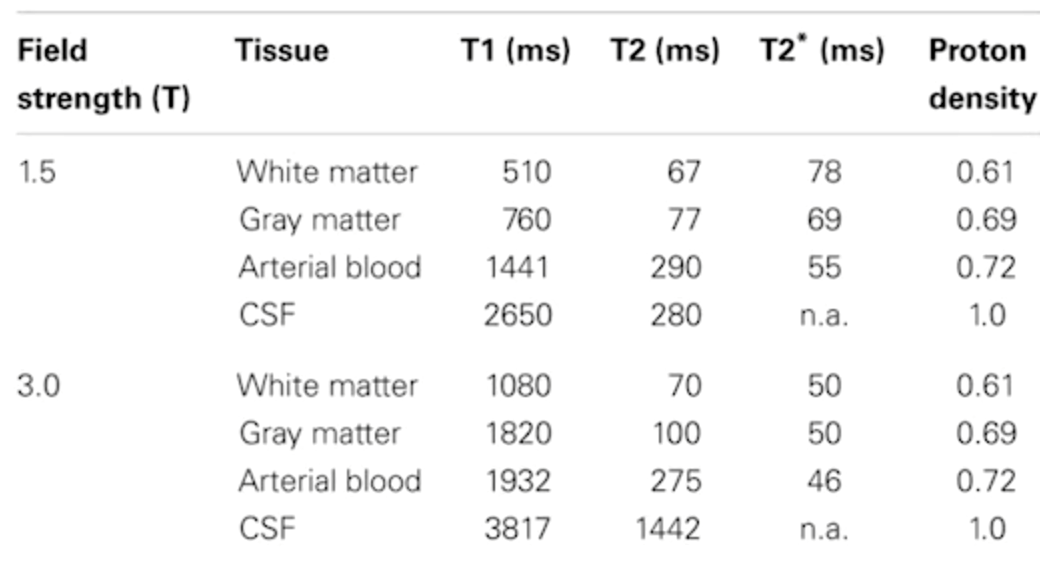 Field strength (T) Tissue T1 (ms) T2 (ms) T2* (ms) Proton density
1.5 White matter 510 67 78 0.61
Gray matter 760 77 69 0.69
Arterial blood 1441 290 55 0.72
CSF 2650 280 n.a. 1.0
3.0 White matter 1080 70 50 0.61
Gray matter 1820 100 50 0.69
Arterial blood 1932 275 46 0.72
CSF 3817 1442 n.a. 1.0